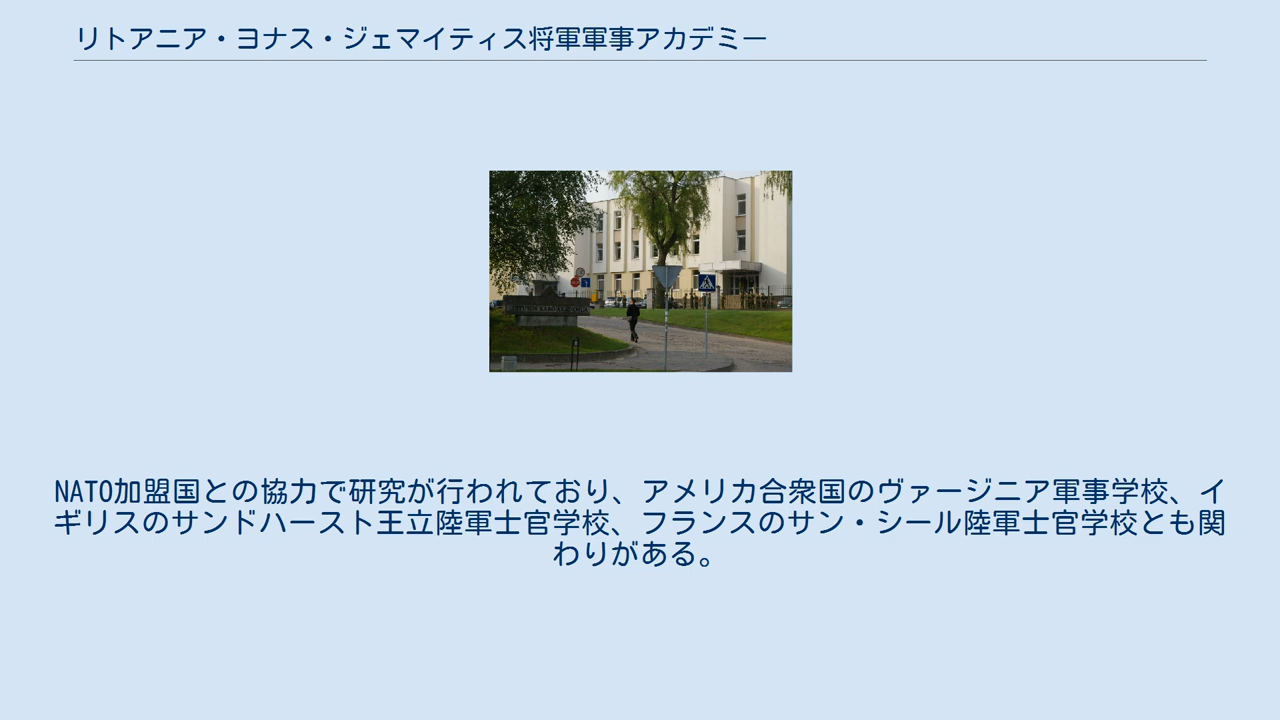 リトアニア・ヨナス・ジェマイティス将軍軍事アカデミー
NATO加盟国との協力で研究が行われており、アメリカ合衆国のヴァージニア軍事学校、イ
ギリスのサンドハースト王立陸軍士官学校、フランスのサン・シール陸軍士官学校とも関
わりがある。